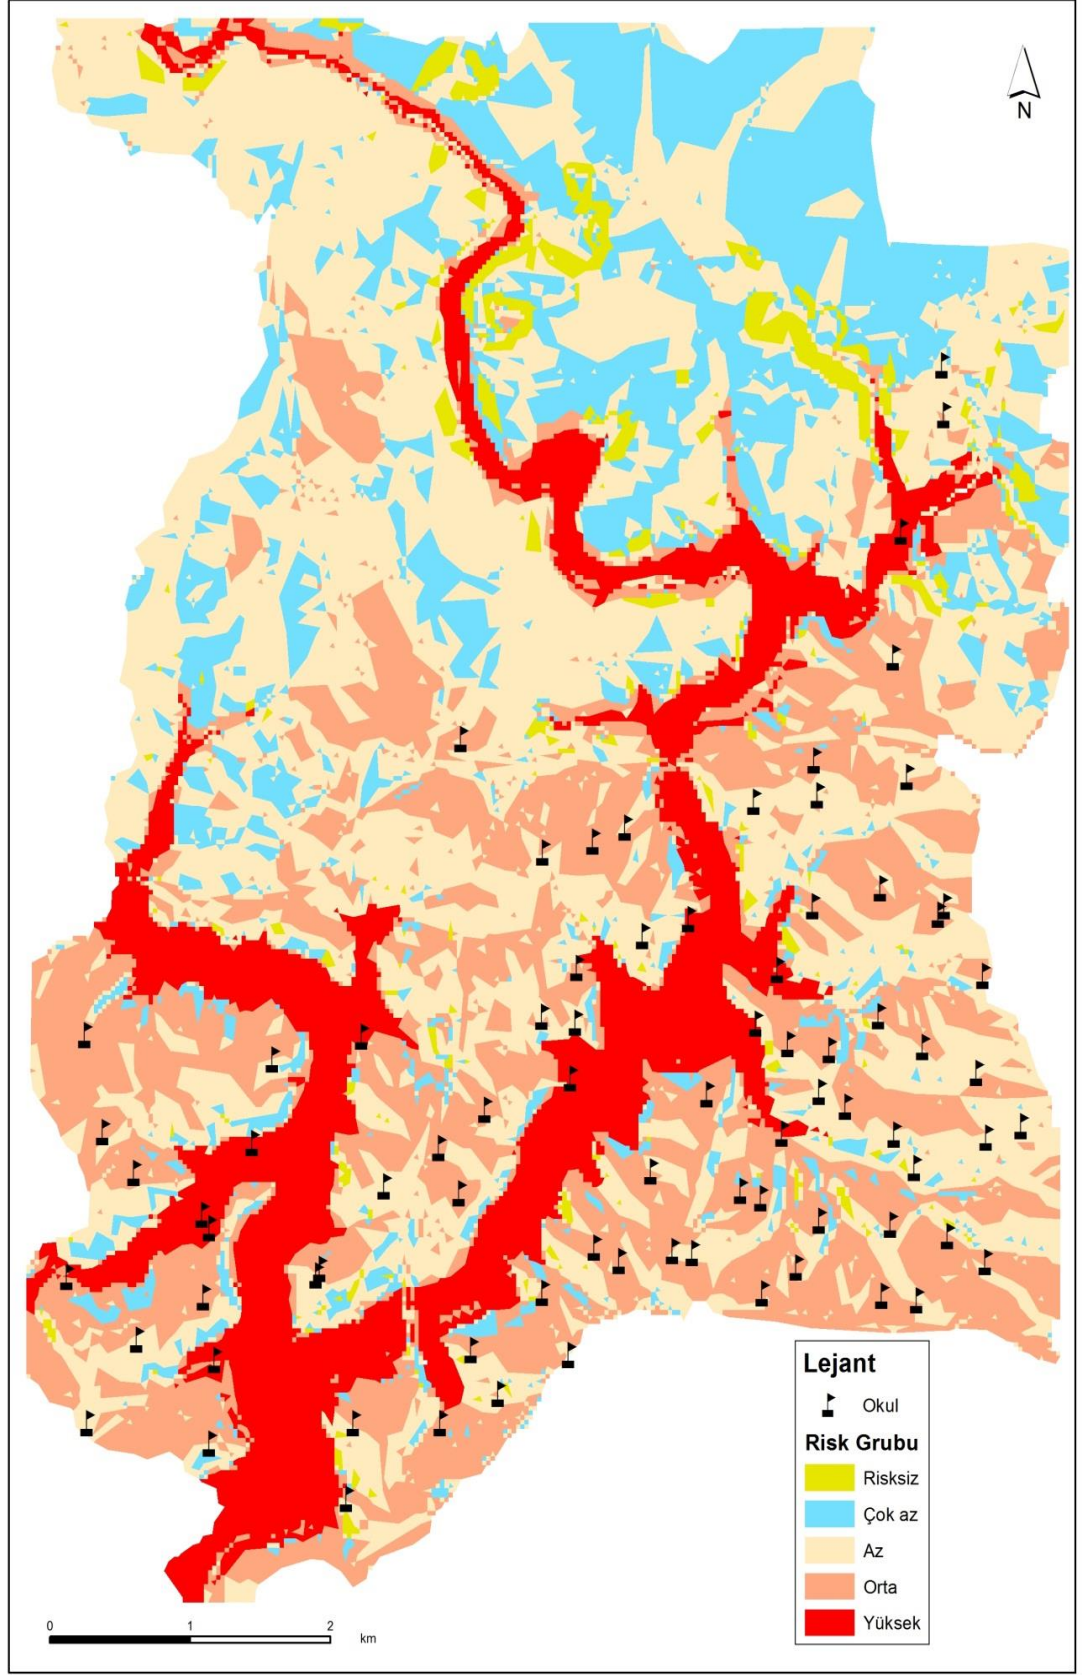 N
Lejant
Okul
Risk Grubu
Risksiz
Çok az
Az
Orta
Yüksek
0 1 2
km